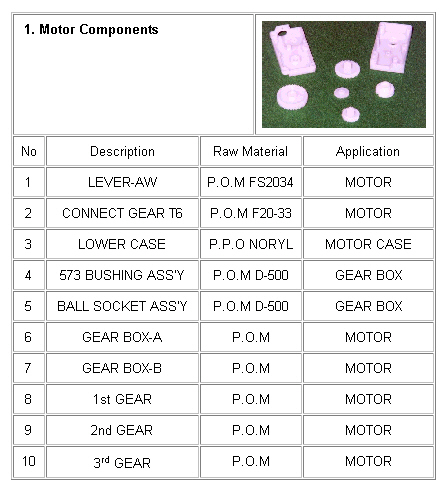 1. Motor Components
No Description Raw Material Application
1 LEVER-AW P.O.M FS2034 MOTOR
2 CONNECT GEAR T6 P.O.M F20-33 MOTOR
3 LOWER CASE P.P.O NORYL MOTOR CASE
4 573 BUSHING ASS'Y P.O.M D-500 GEAR BOX
5 BALL SOCKET ASS'Y P.O.M D-500 GEAR BOX
6 GEAR BOX-A P.O.M MOTOR
7 GEAR BOX-B P.O.M MOTOR
8 1st GEAR P.O.M MOTOR
9 2nd GEAR P.O.M MOTOR
10 3rd GEAR P.O.M MOTOR